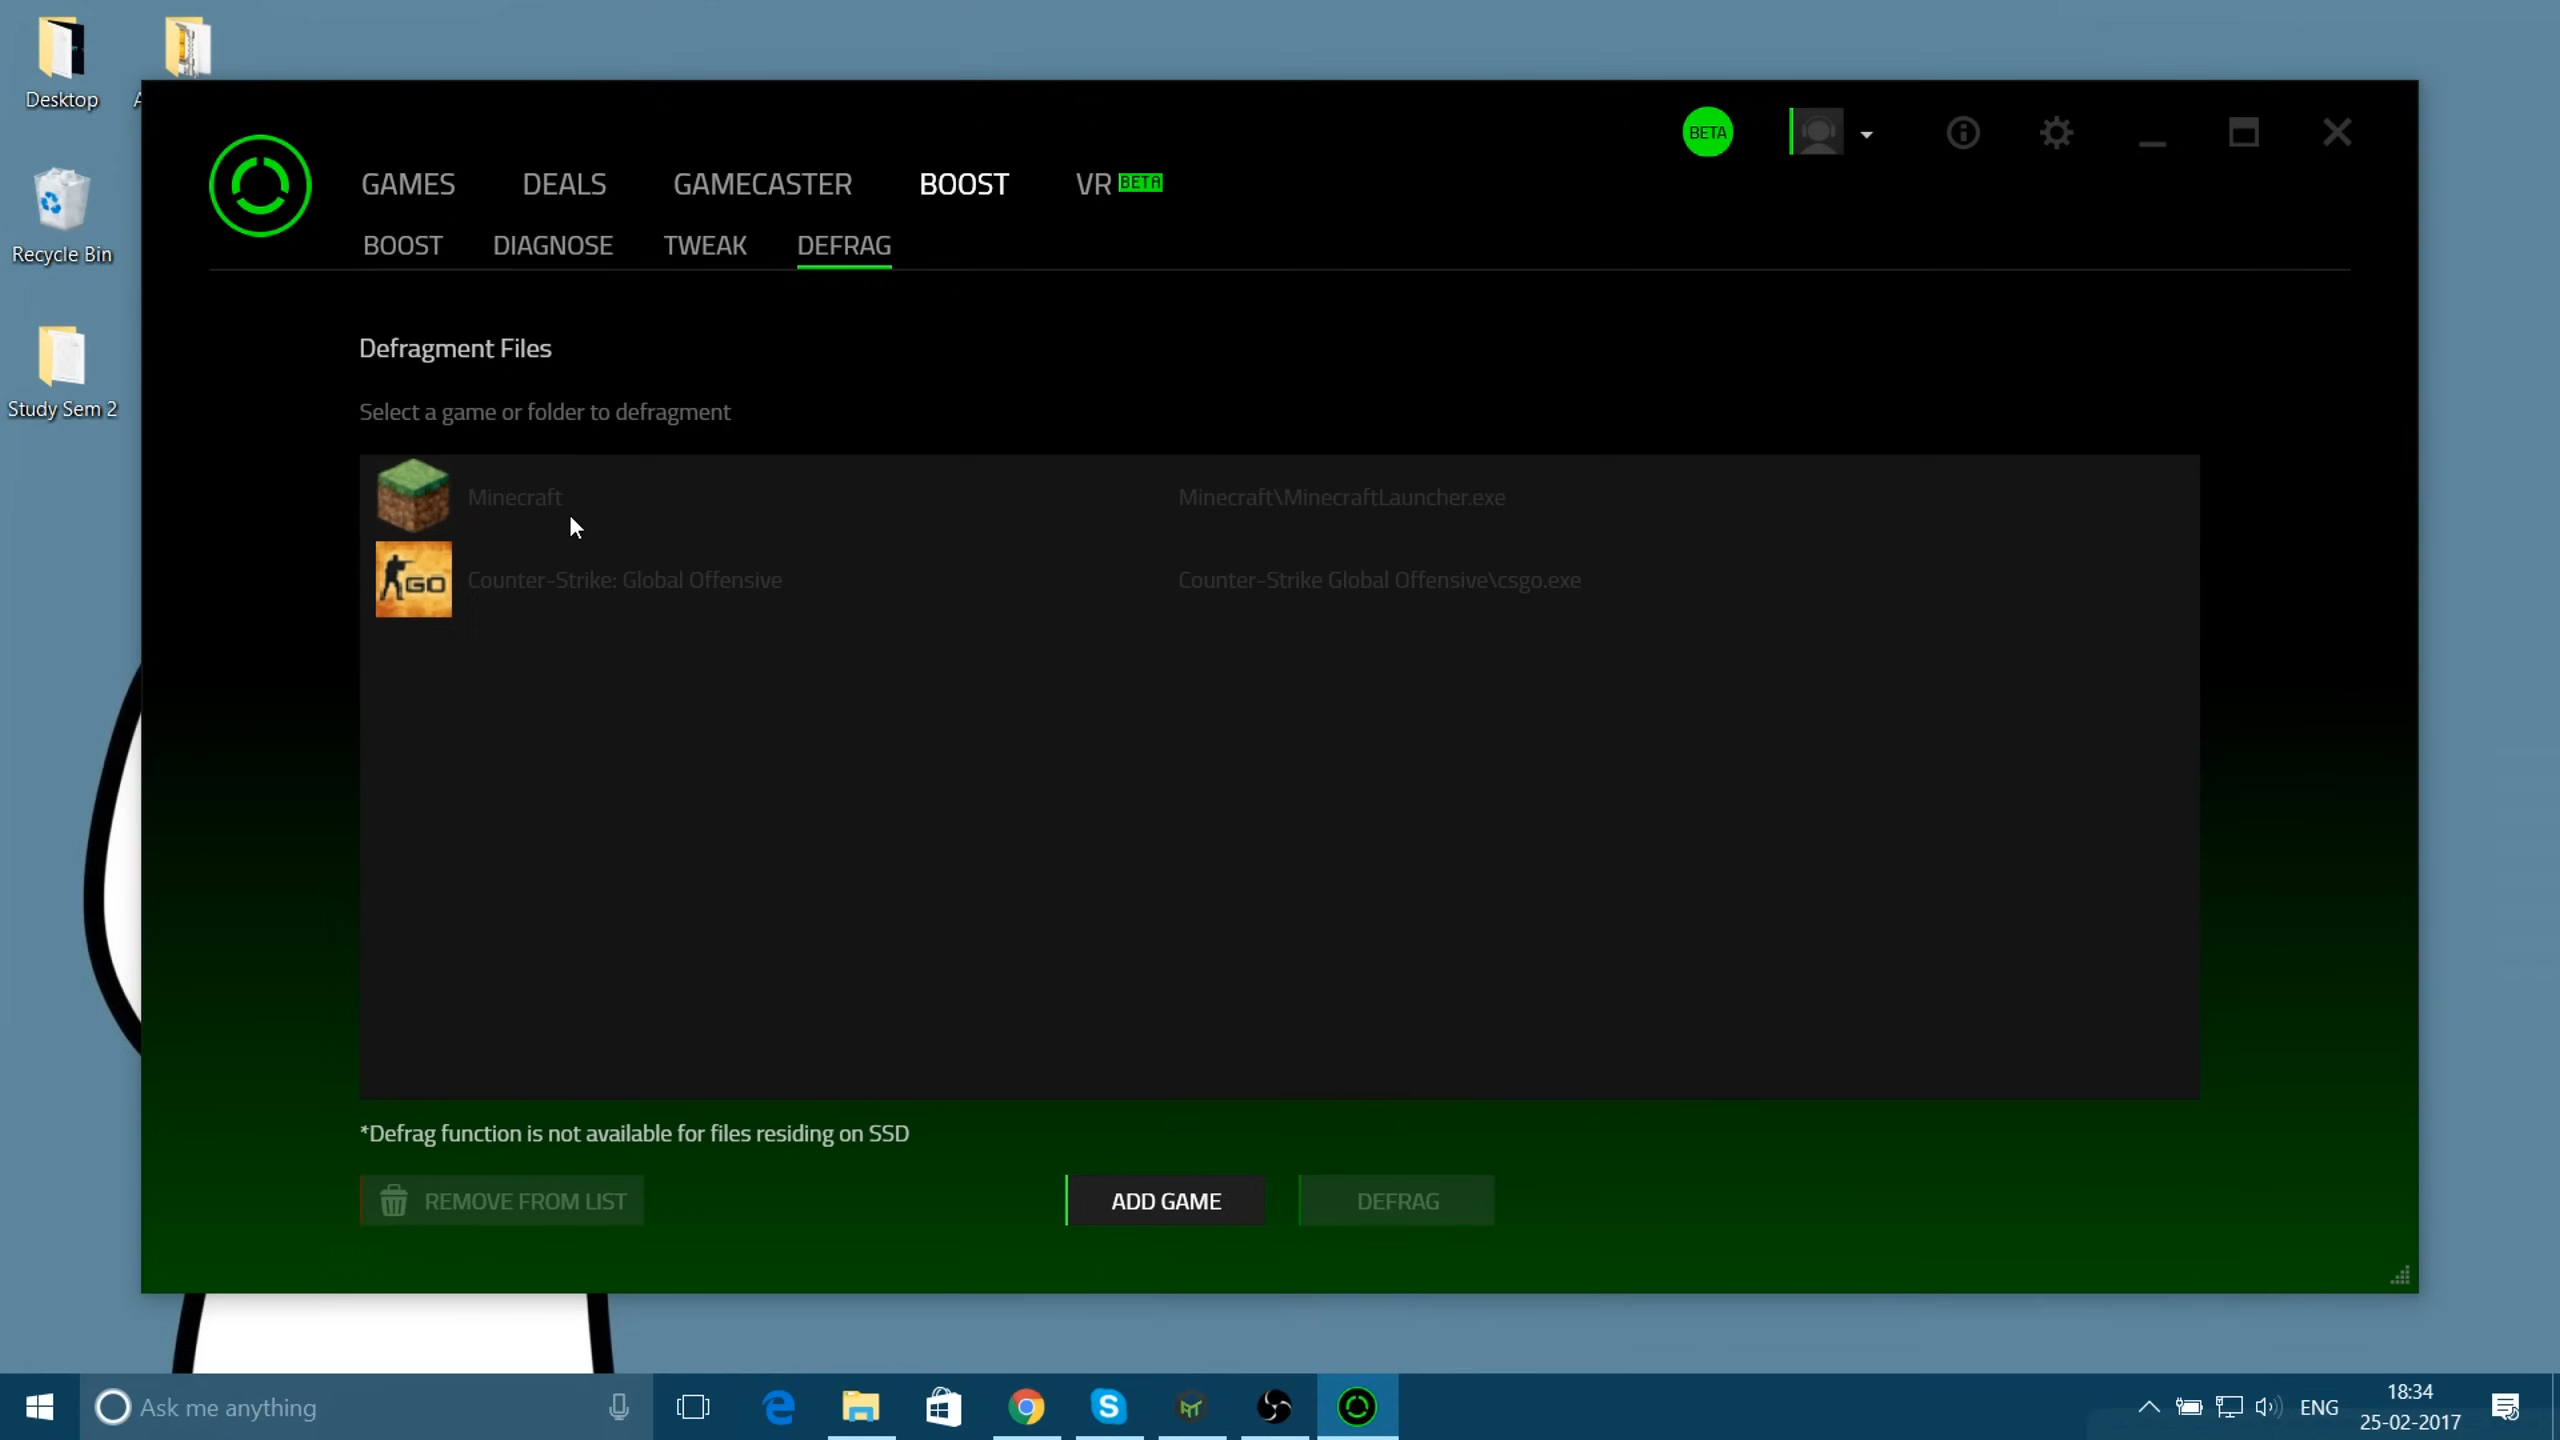 Desktop
A
Recycle Bin
Study Sem 2
BETA
GAMES DEALS GAMECASTER BOOST VR BETA
BOOST DIAGNOSE TWEAK DEFRAG
Defragment Files
Select a game or folder to defragment
Minecraft Minecraft\MinecraftLauncher.exe
GO
Counter-Strike: Global Offensive Counter-Strike Global Offensive\csgo.exe
*Defrag function is not available for files residing on SSD
REMOVE FROM LIST ADD GAME DEFRAG
Ask me anything
ENG
18:34
25-02-2017